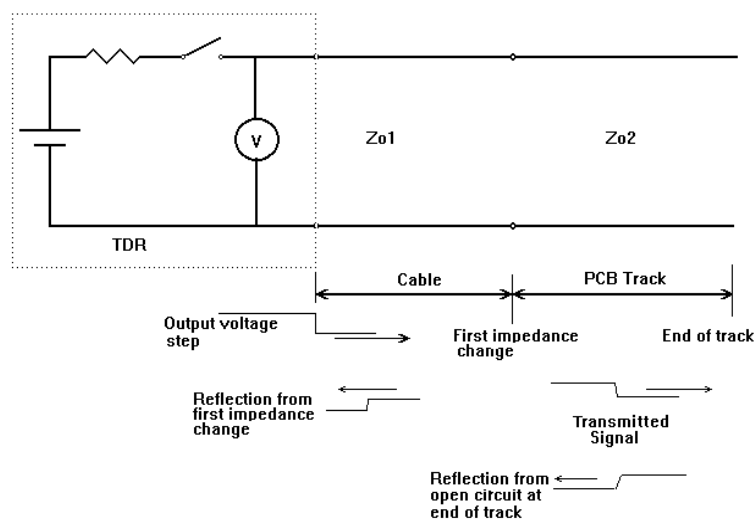 V
Zo1
Zo2
TDR
Cable
PCB Track
Output voltage
step
First impedance
change
End of track
Reflection from
first impedance
change
Transmitted
Signal
Reflection from
open circuit at
end of track